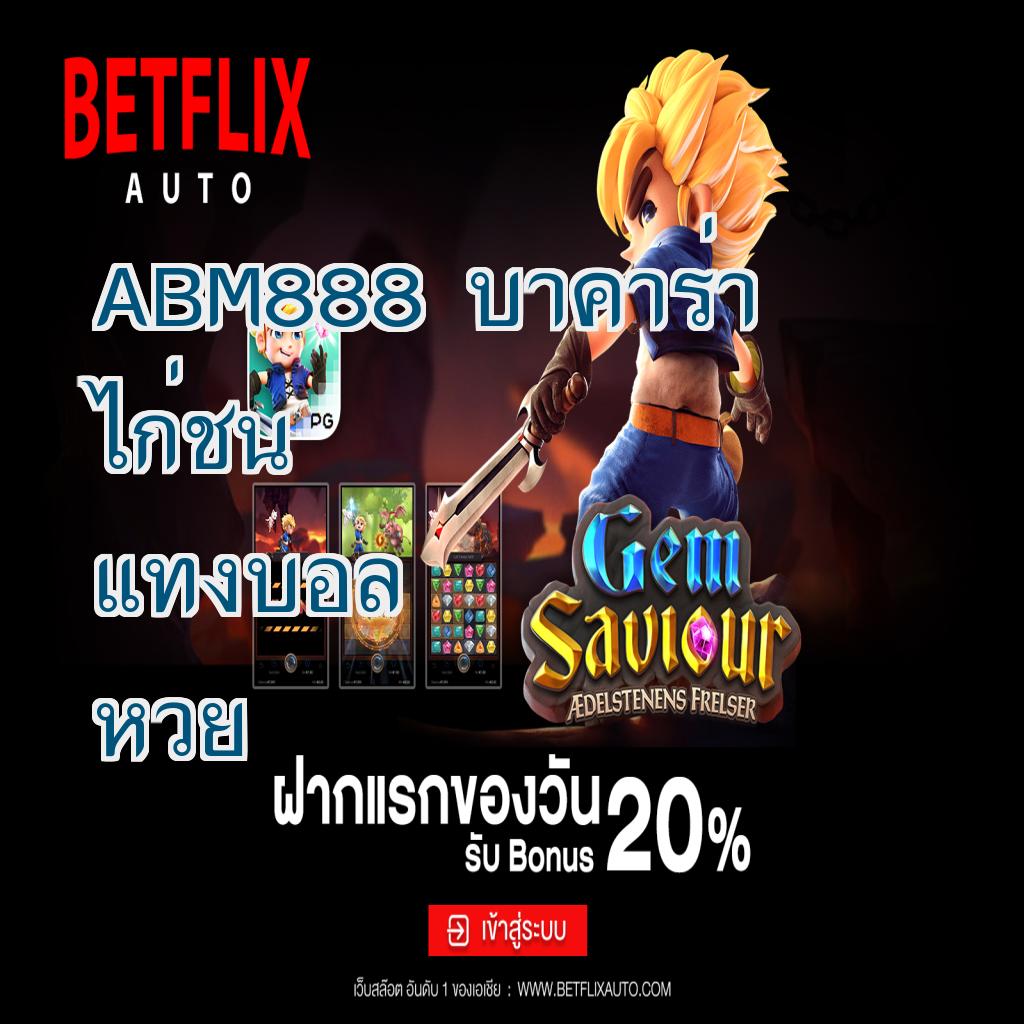 BETFLIX
AUTO
ABM888 บาคาร่า
ไก่ชน
PG
แทงบอล
หวย
Gem
Saviour
ÆDELSTENENS FRELSER
ฝากแรกของวัน
รับ Bonus 20%
เข้าสู่ระบบ
เว็บสล๊อต อันดับ 1 ของเอเชีย : WWW.BETFLIXAUTO.COM